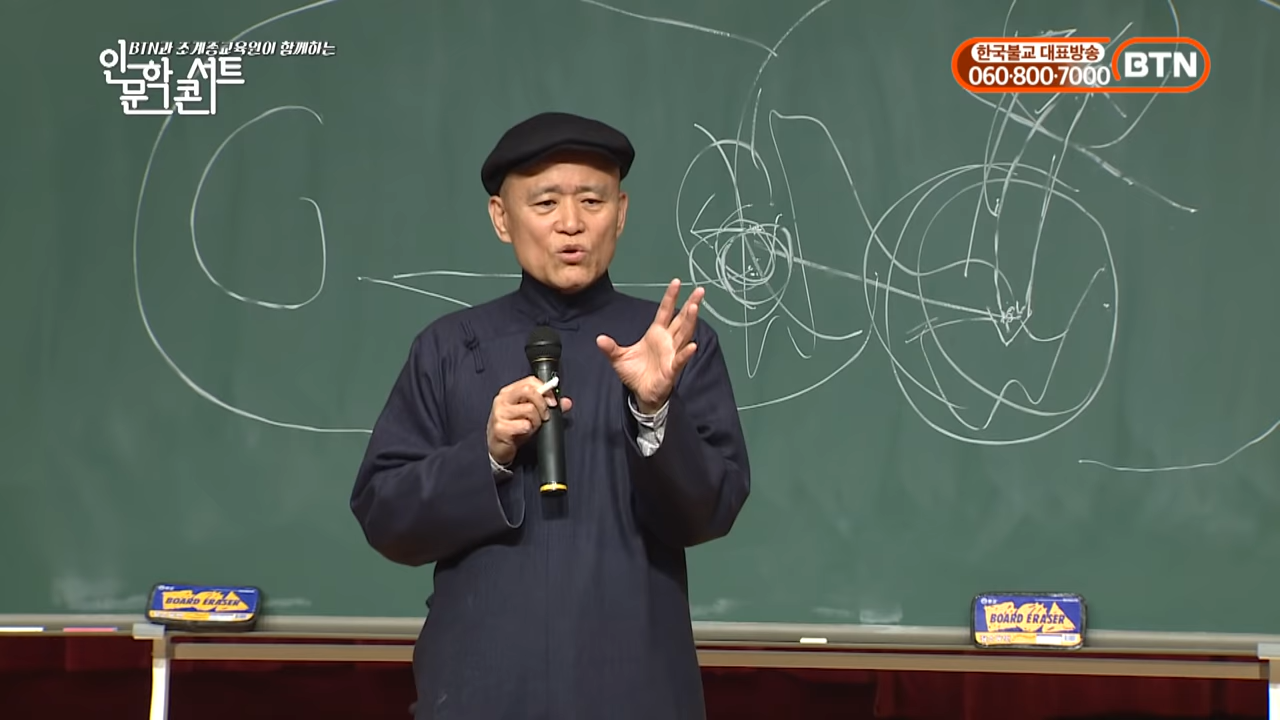 BTN과 조계종교육원이 함께하는
인문학콘서트
한국불교 대표방송
060·800·7000
BTN
BOARD ERASER
BOARD ERASER